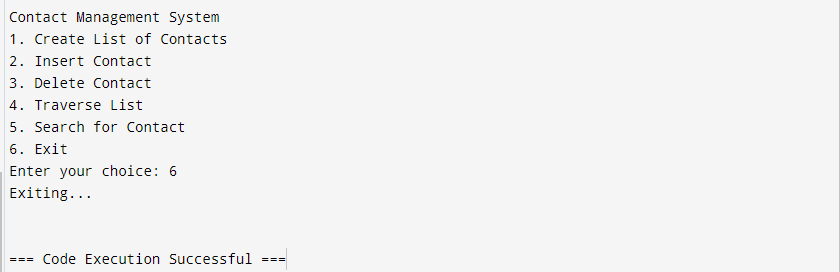 Contact Management System
1. Create List of Contacts
2. Insert Contact
3. Delete Contact
4. Traverse List
5. Search for Contact
6. Exit
Enter your choice: 6
Exiting...
=== Code Execution Successful ===